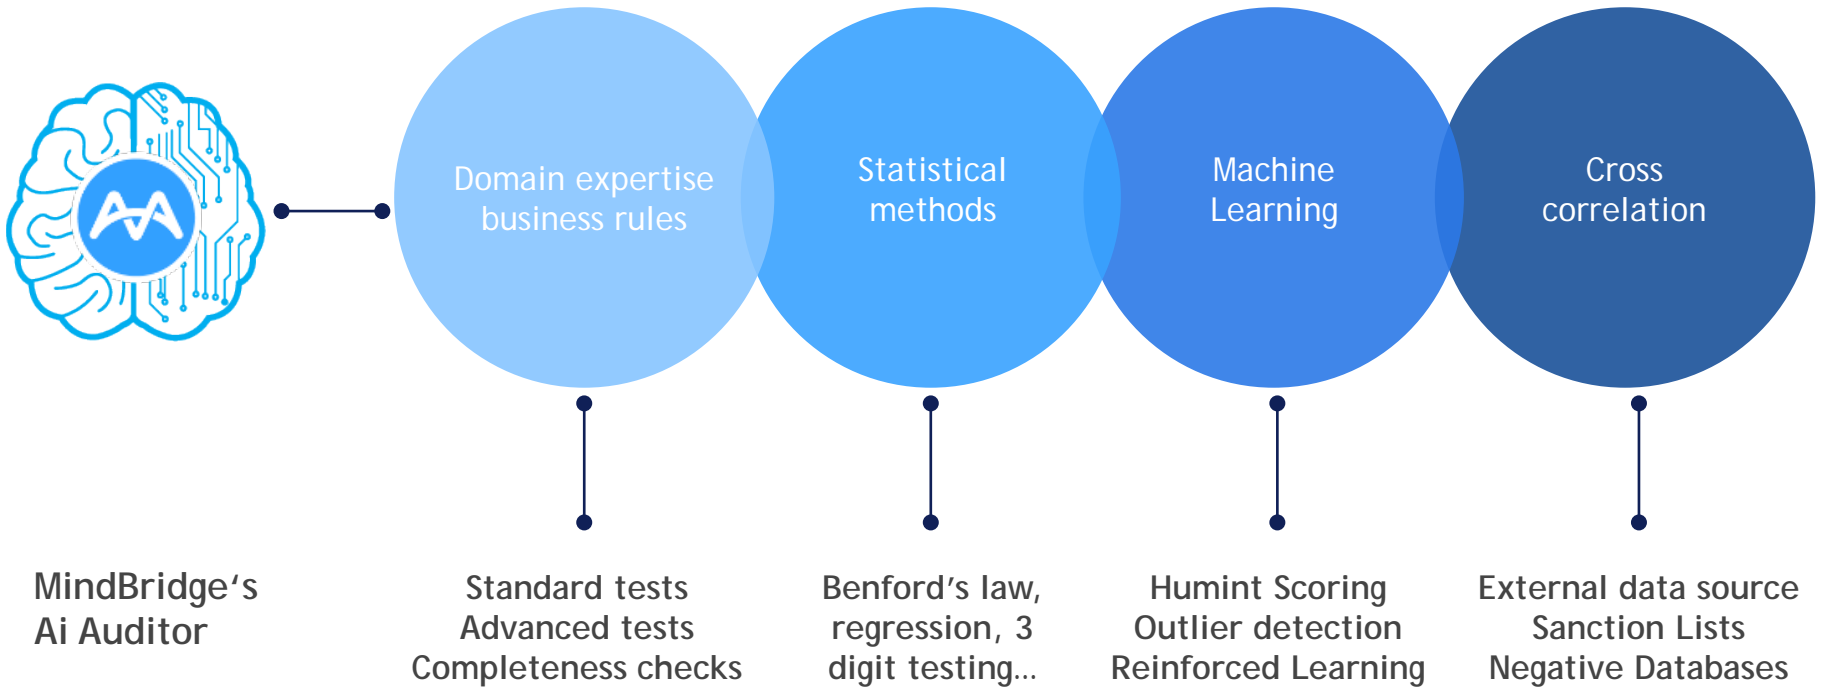 Domain expertise
business rules
Statistical
methods
Machine
Learning
Cross
correlation
MindBridge‘s
Ai Auditor
Standard tests
Advanced tests
Completeness checks
Benford’s law,
regression, 3
digit testing…
Humint Scoring
Outlier detection
Reinforced Learning
External data source
Sanction Lists
Negative Databases